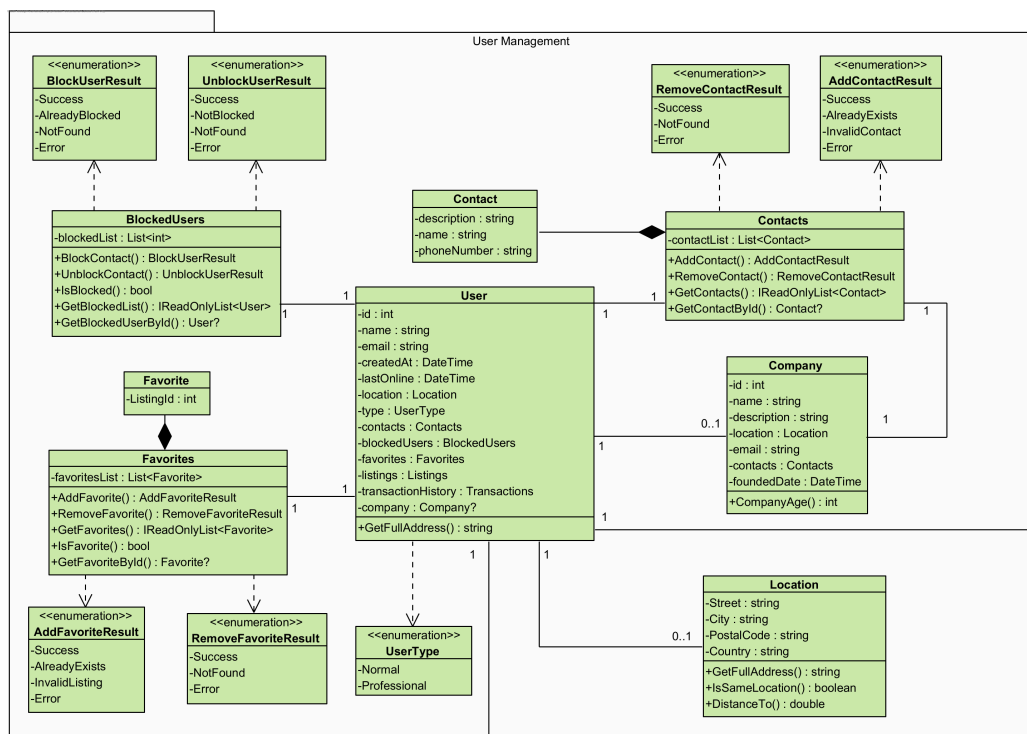 User Management
<<enumeration>>
BlockUserResult
-Success
-AlreadyBlocked
-NotFound
-Error
<<enumeration>>
UnblockUserResult
-Success
-NotBlocked
-NotFound
-Error
<<enumeration>>
RemoveContactResult
-Success
-NotFound
-Error
<<enumeration>>
AddContactResult
-Success
-AlreadyExists
-InvalidContact
-Error
BlockedUsers
-blockedList : List<int>
+BlockContact() : BlockUserResult
+UnblockContact() : UnblockUserResult
+IsBlocked() : bool
+GetBlockedList() : IReadOnlyList<User>
+GetBlockedUserById() : User?
Contact
-description : string
-name : string
-phoneNumber : string
Contacts
-contactList : List<Contact>
+AddContact() : AddContactResult
+RemoveContact() : RemoveContactResult
+GetContacts() : IReadOnlyList<Contact>
+GetContactById() : Contact?
1
1
1
1
1
1
User
-id : int
-name : string
-email : string
-createdAt : DateTime
-lastOnline : DateTime
-location : Location
-type : UserType
-contacts : Contacts
-blockedUsers : BlockedUsers
-favorites : Favorites
-listings : Listings
-transactionHistory : Transactions
-company : Company?
+GetFullAddress() : string
Company
-id : int
-name : string
-description : string
-location : Location
-email : string
-contacts : Contacts
-foundedDate : DateTime
+CompanyAge() : int
0..1
1
Favorite
-ListingId : int
Favorites
-favoritesList : List<Favorite>
+AddFavorite() : AddFavoriteResult
+RemoveFavorite() : RemoveFavoriteResult
+GetFavorites() : IReadOnlyList<Favorite>
+IsFavorite() : bool
+GetFavoriteById() : Favorite?
1
1
1
1
1
0..1
<<enumeration>>
AddFavoriteResult
-Success
-AlreadyExists
-InvalidListing
-Error
<<enumeration>>
RemoveFavoriteResult
-Success
-NotFound
-Error
<<enumeration>>
UserType
-Normal
-Professional
Location
-Street : string
-City : string
-PostalCode : string
-Country : string
+GetFullAddress() : string
+IsSameLocation() : boolean
+DistanceTo() : double